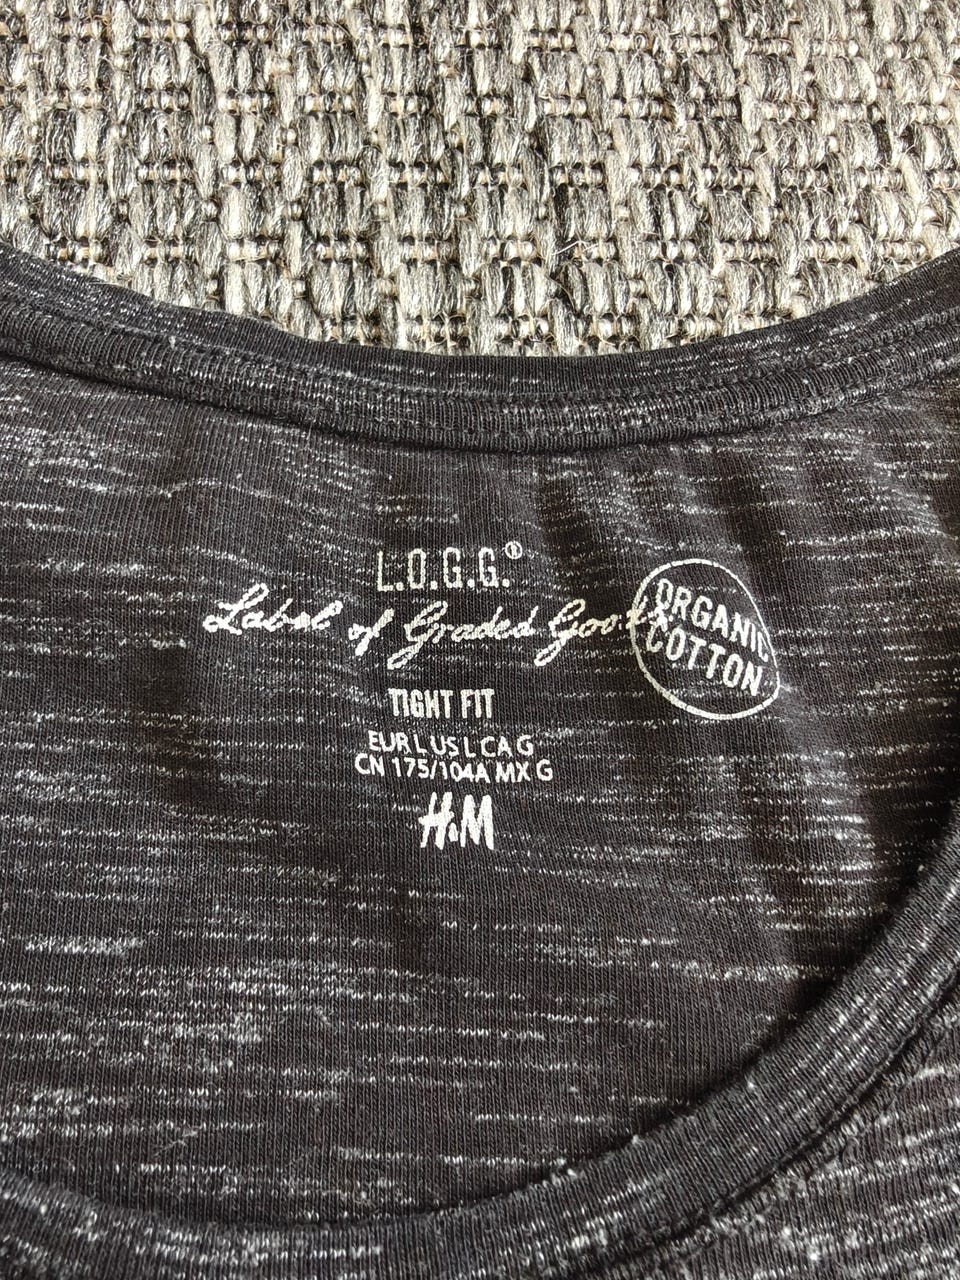 L.O.G.G.®
Label of Graded Goods
ORGANIC
COTTON
TIGHT FIT
EUR L US L CA G
CN 175/104A MX G
H&M